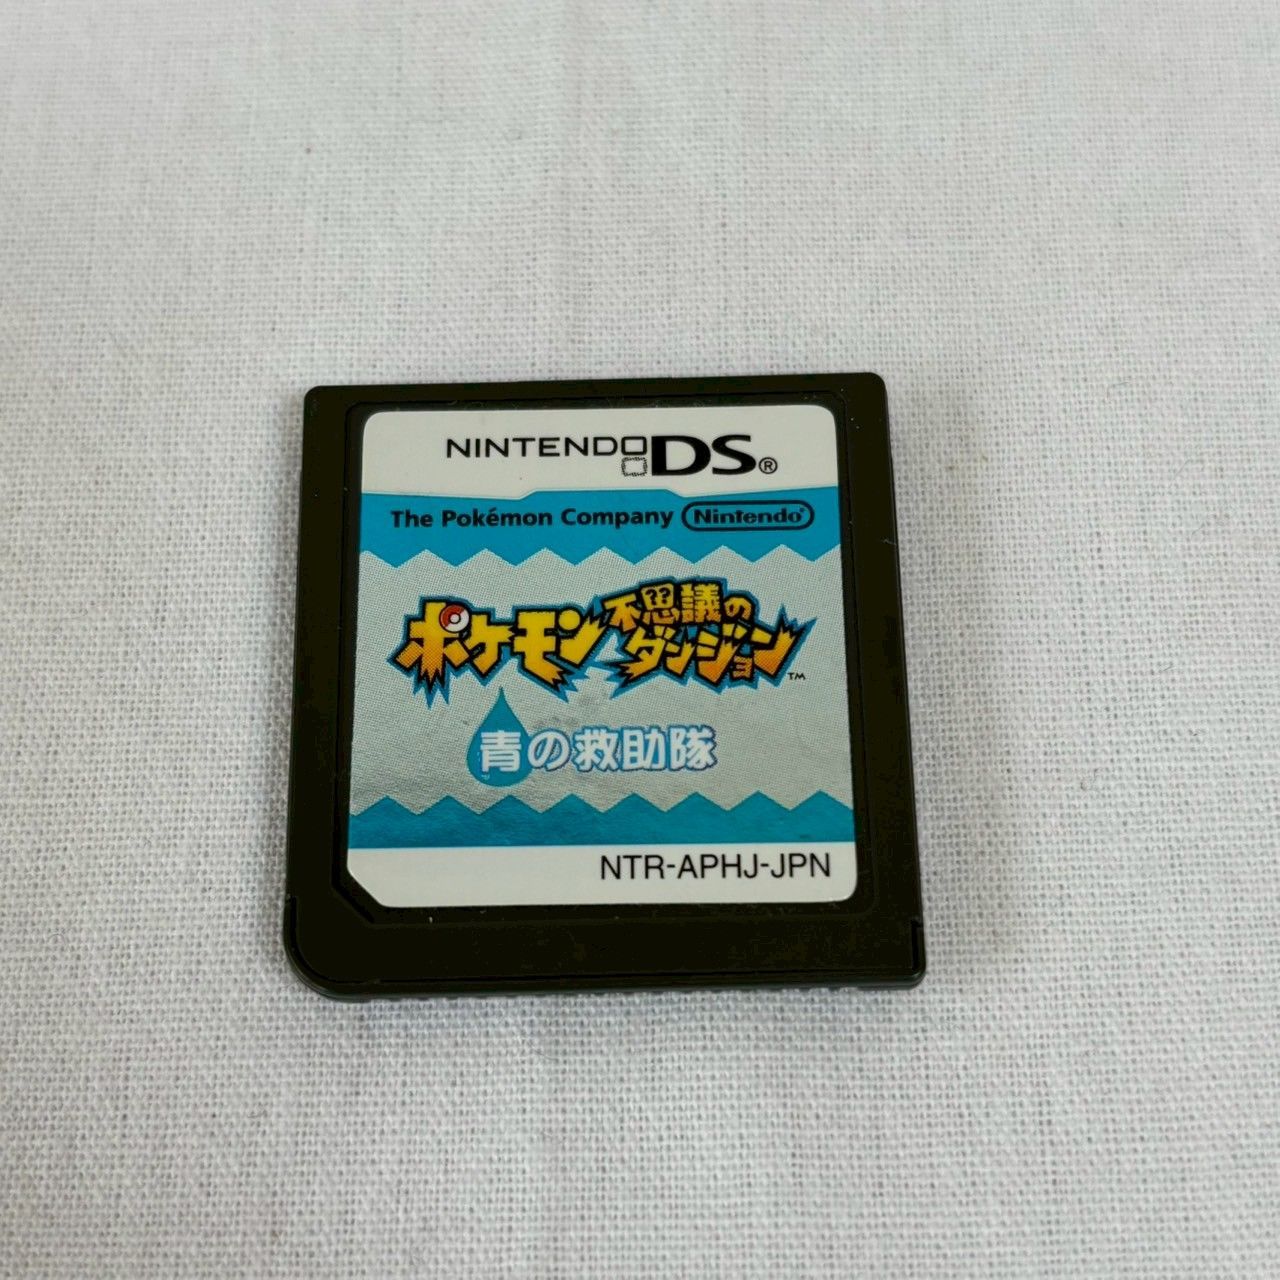 NINTENDO DS®
The Pokémon Company Nintendo®
ポケモン不思議の
ダンジョン™
青の救助隊
NTR-APHJ-JPN